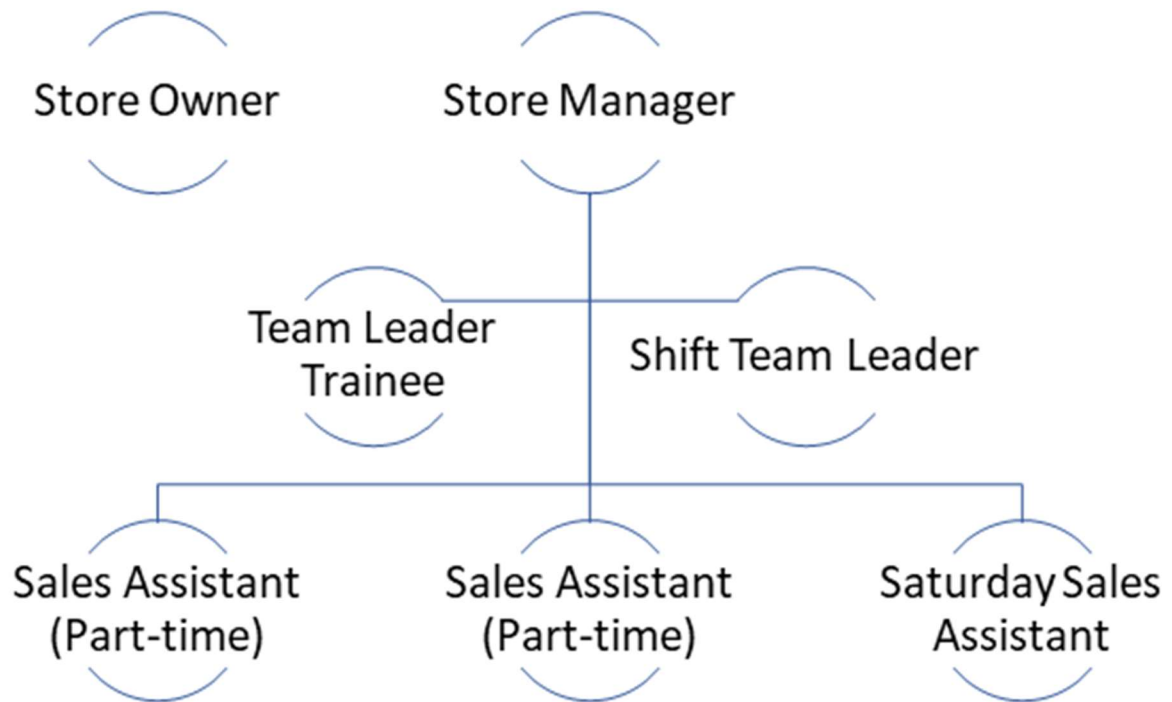 Store Owner
Store Manager
Team Leader
Trainee
Shift Team Leader
Sales Assistant
(Part-time)
Sales Assistant
(Part-time)
Saturday Sales
Assistant